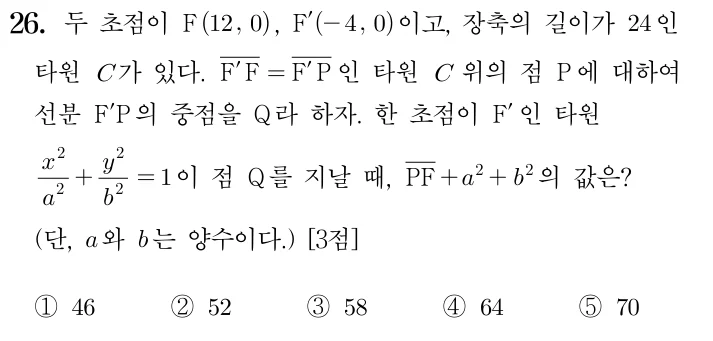 26. 두 초점이 F(12, 0), F′(−4, 0)이고, 장축의 길이가 24인
타원 C가 있다. F′F = F′P인 타원 C 위의 점 P에 대하여
선분 F′P의 중점을 Q라 하자. 한 초점이 F′인 타원
x²/a² + y²/b² = 1이 점 Q를 지날 때, PF + a² + b²의 값은?
(단, a와 b는 양수이다.) [3점]
① 46 ② 52 ③ 58 ④ 64 ⑤ 70